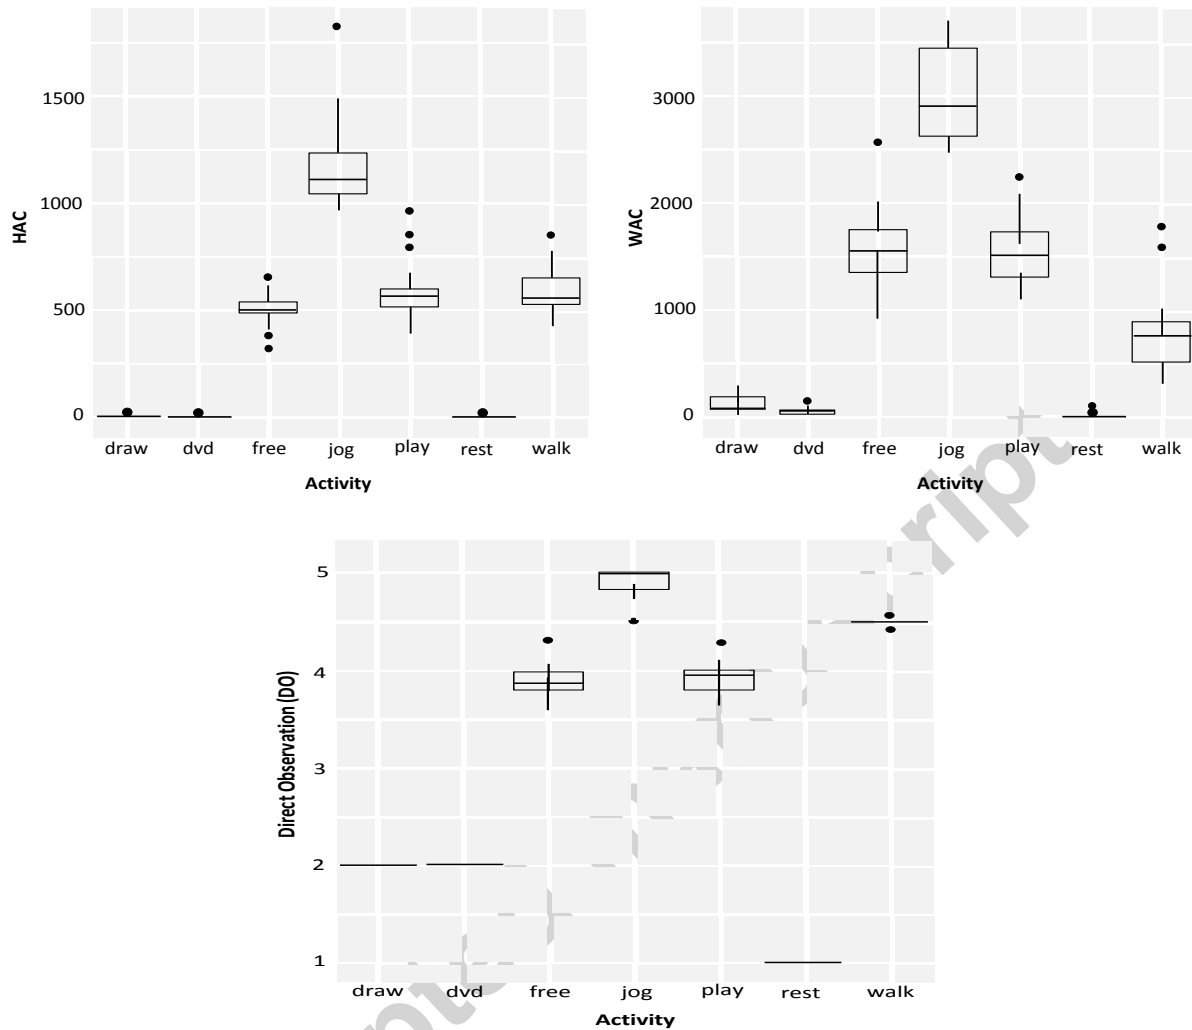 HAC
1500
1000
500
0
draw dvd free jog play rest walk
Activity
WAC
3000
2000
1000
0
draw dvd free jog play rest walk
Activity
Direct Observation (DO)
5
4
3
2
1
draw dvd free jog play rest walk
Activity